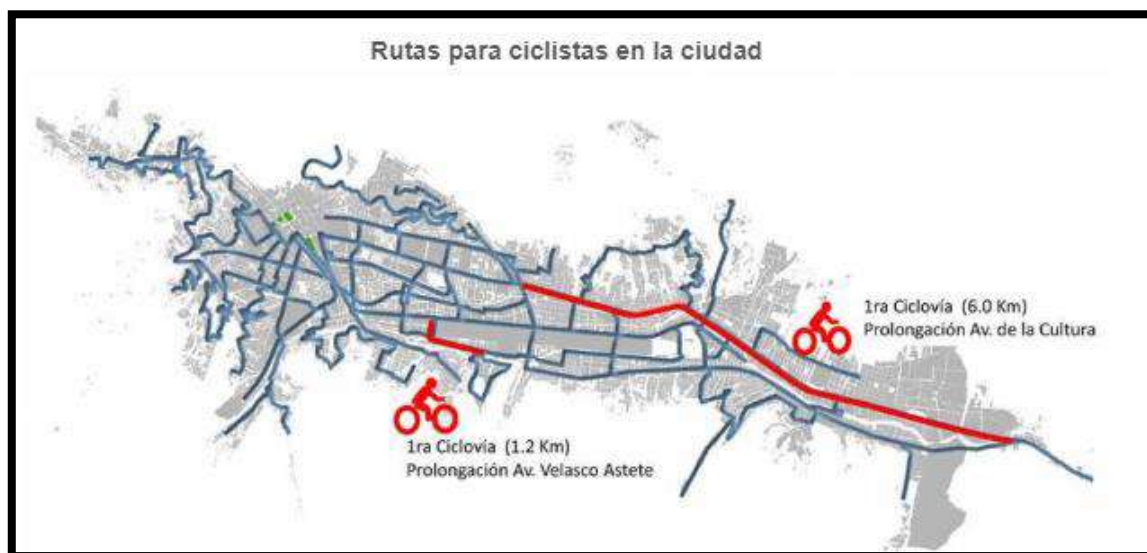 Rutas para ciclistas en la ciudad
1ra Ciclovía (6.0 Km)
Prolongación Av. de la Cultura
1ra Ciclovía (1.2 Km)
Prolongación Av. Velasco Astete